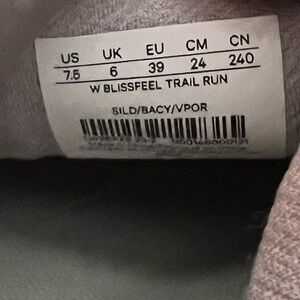 US UK EU CM CN
7.5 6 39 24 240
W BLISSFEEL TRAIL RUN
SILD/BACY/VPOR